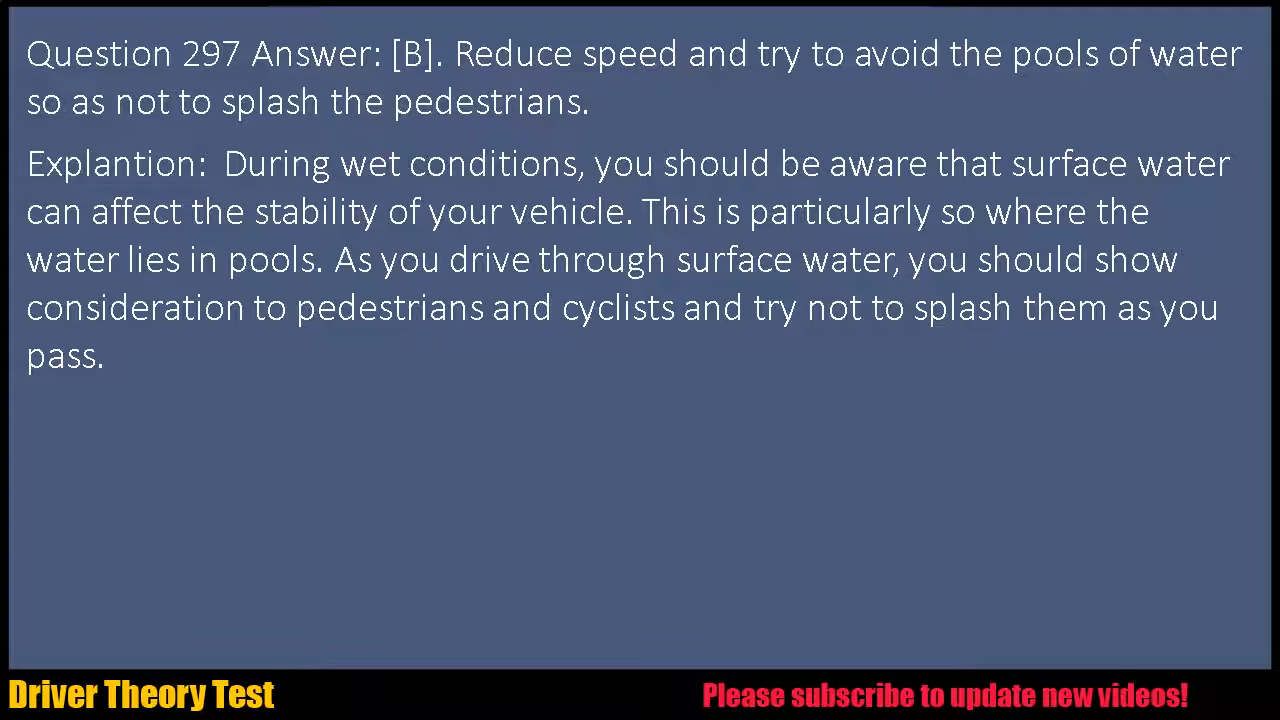 Question 297 Answer: [B]. Reduce speed and try to avoid the pools of water
so as not to splash the pedestrians.
Explantion: During wet conditions, you should be aware that surface water
can affect the stability of your vehicle. This is particularly so where the
water lies in pools. As you drive through surface water, you should show
consideration to pedestrians and cyclists and try not to splash them as you
pass.
Driver Theory Test
Please subscribe to update new videos!